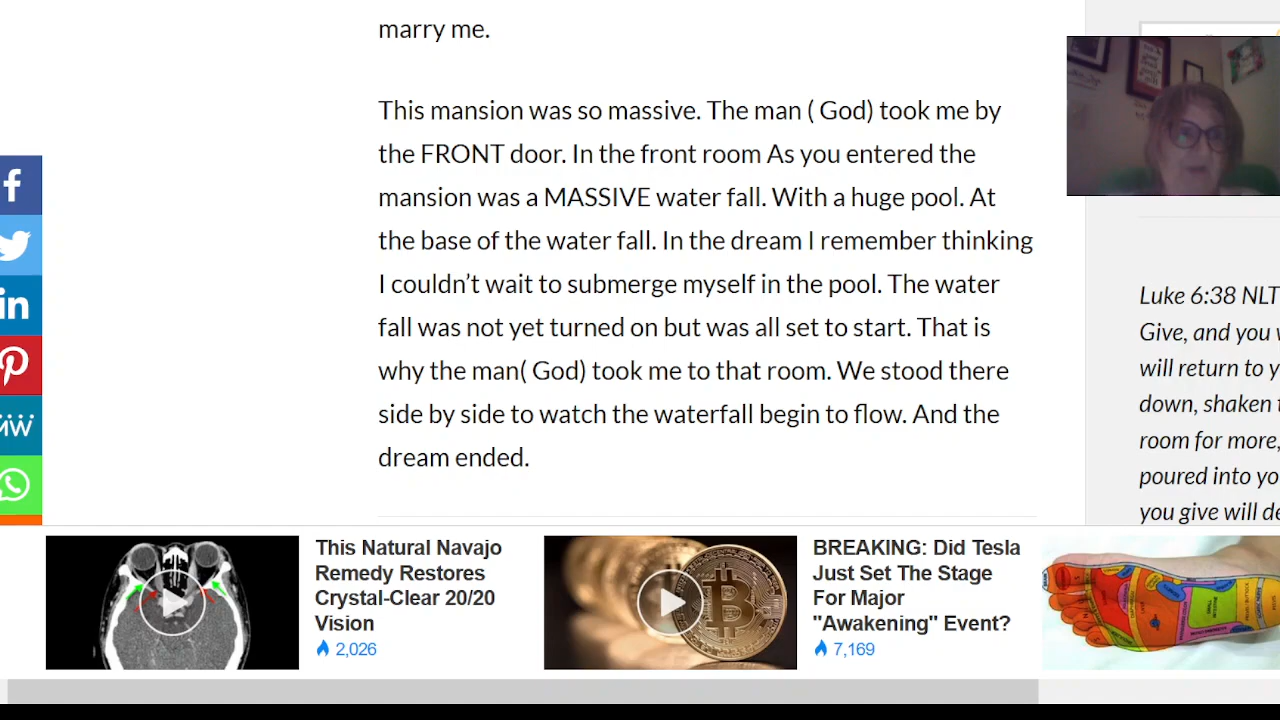 marry me.
This mansion was so massive. The man ( God) took me by
the FRONT door. In the front room As you entered the
mansion was a MASSIVE water fall. With a huge pool. At
the base of the water fall. In the dream I remember thinking
I couldn't wait to submerge myself in the pool. The water
fall was not yet turned on but was all set to start. That is
why the man( God) took me to that room. We stood there
side by side to watch the waterfall begin to flow. And the
dream ended.
Luke 6:38 NLT
Give, and you
will return to
down, shaken
room for more,
poured into
you give will
f
in
MW
This Natural Navajo
Remedy Restores
Crystal-Clear 20/20
Vision
2,026
B
BREAKING: Did Tesla
Just Set The Stage
For Major
"Awakening" Event?
7,169